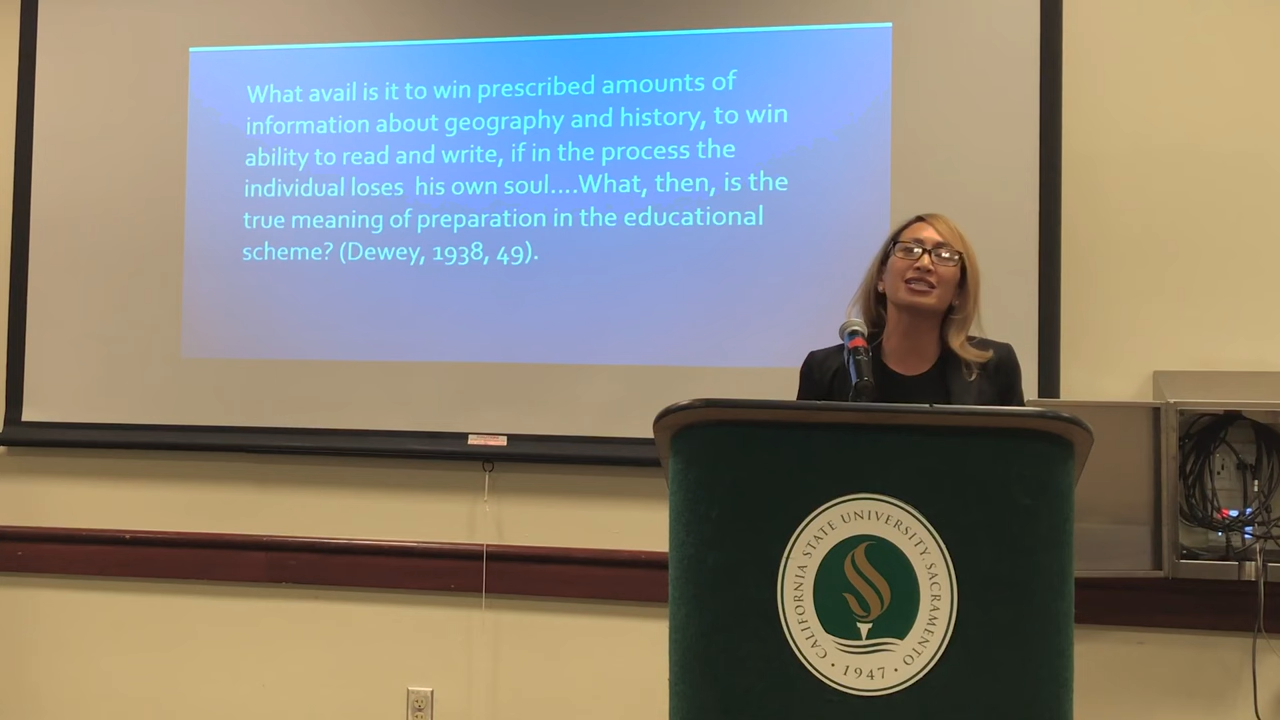 What avail is it to win prescribed amounts of
information about geography and history, to win
ability to read and write, if in the process the
individual loses his own soul....What, then, is the
true meaning of preparation in the educational
scheme? (Dewey, 1938, 49).
CALIFORNIA STATE UNIVERSITY, SACRAMENTO
• 1947 •